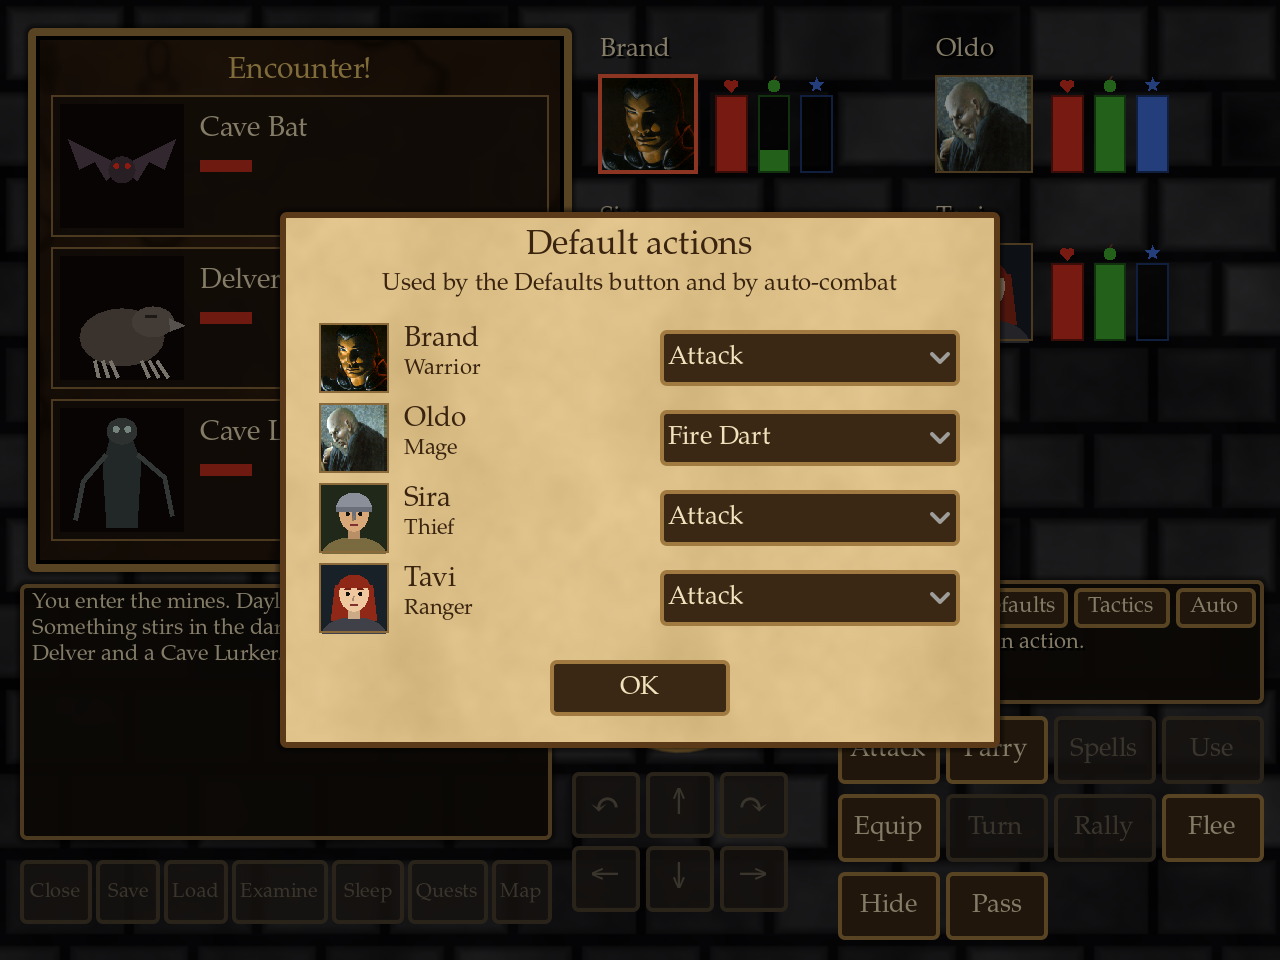 Encounter!
Cave Bat
Delver
Cave L
Brand
Oldo
Default actions
Used by the Defaults button and by auto-combat
Brand
Warrior
Attack
Oldo
Mage
Fire Dart
Sira
Thief
Attack
Tavi
Ranger
Attack
OK
You enter the mines. Dayl
Something stirs in the dar
Delver and a Cave Lurker.
faults
Tactics
Auto
n action.
Attack
Parry
Spells
Use
Equip
Turn
Rally
Flee
Hide
Pass
Close
Save
Load
Examine
Sleep
Quests
Map